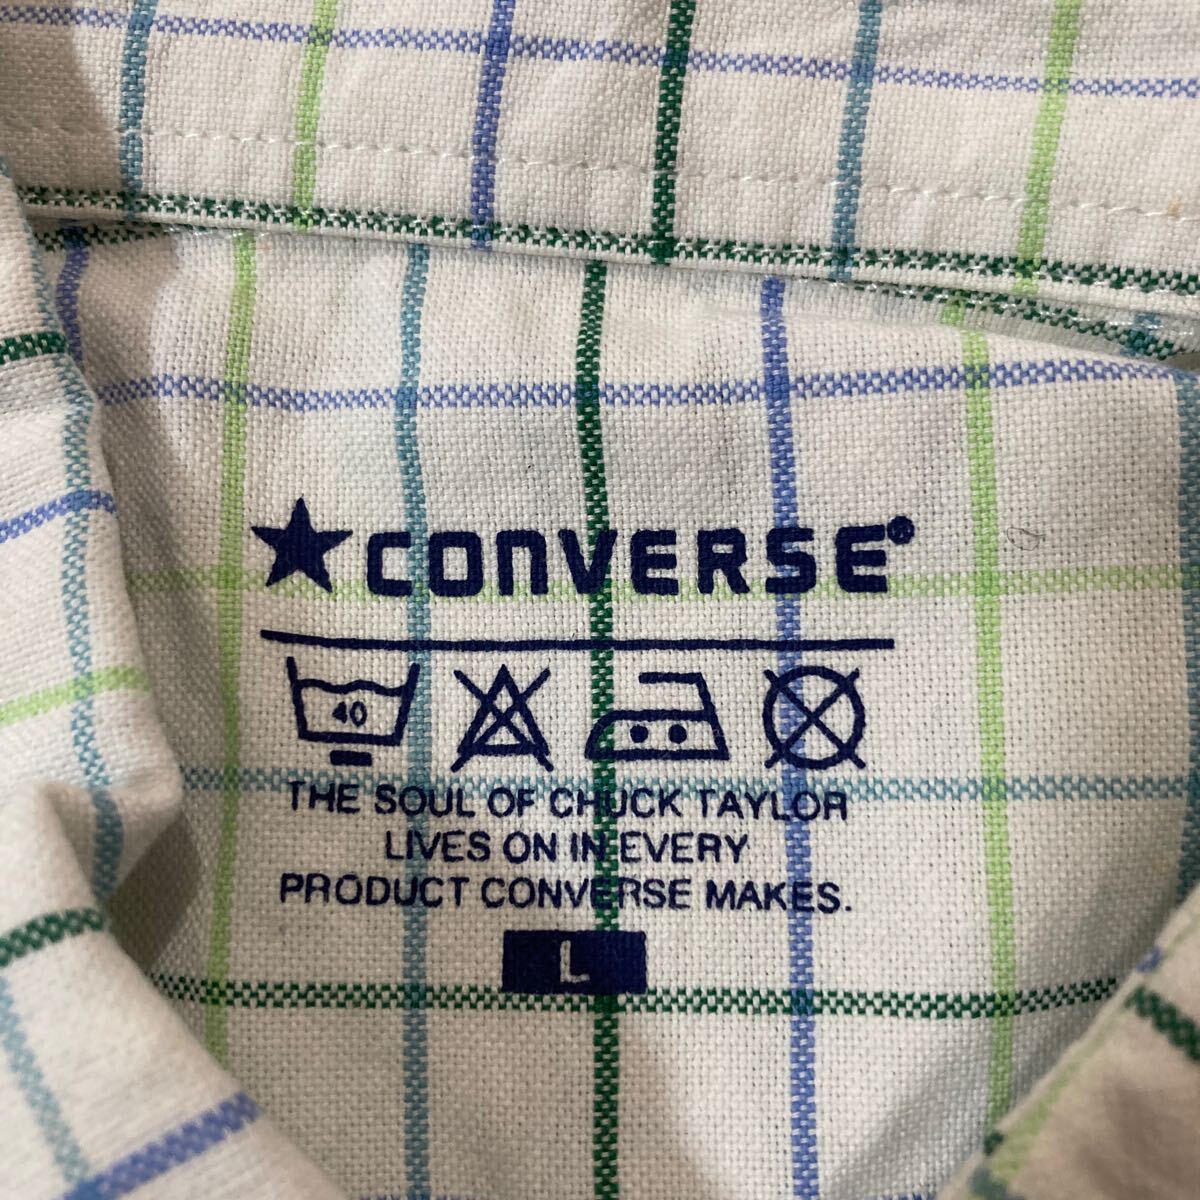 ★CONVERSE®
40
THE SOUL OF CHUCK TAYLOR
LIVES ON IN EVERY
PRODUCT CONVERSE MAKES.
L